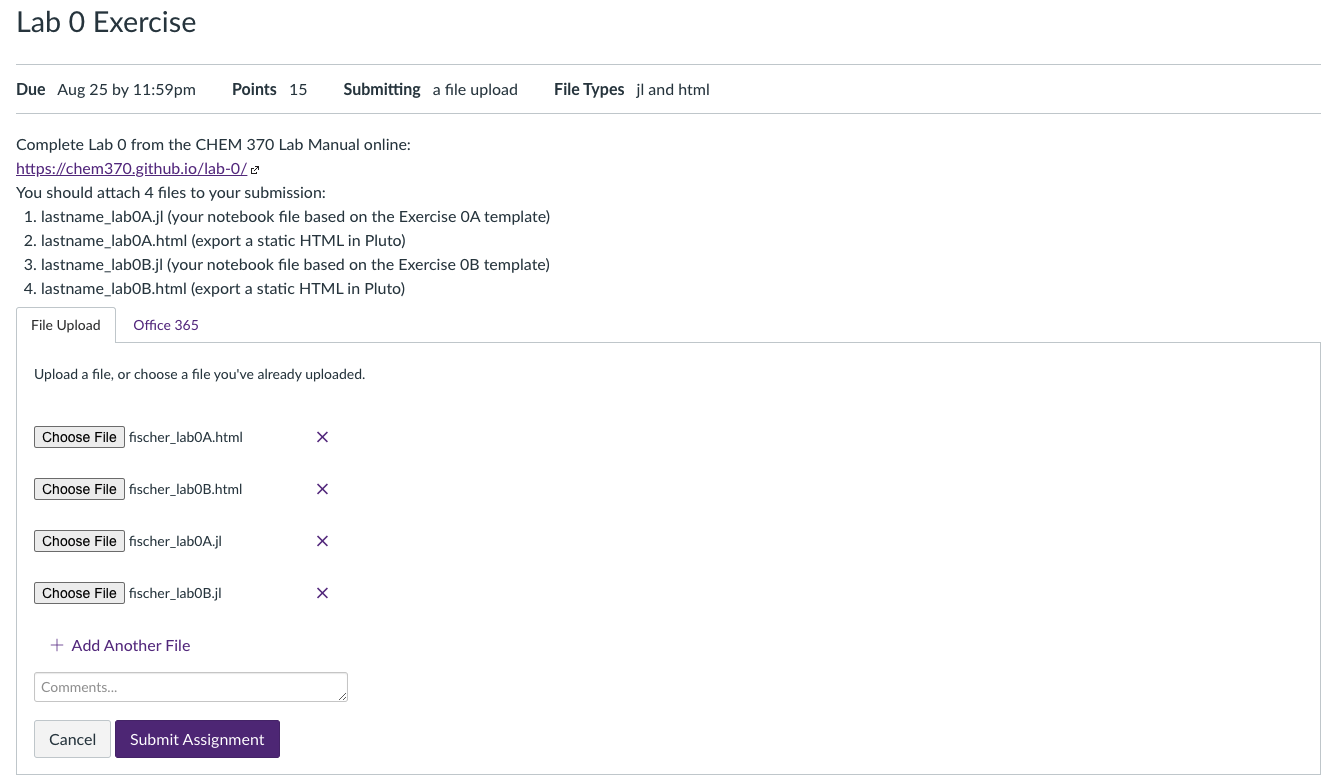 Lab 0 Exercise
Due Aug 25 by 11:59pm Points 15 Submitting a file upload File Types jl and html
Complete Lab 0 from the CHEM 370 Lab Manual online:
https://chem370.github.io/lab-0/
You should attach 4 files to your submission:
1. lastname_lab0A.jl (your notebook file based on the Exercise 0A template)
2. lastname_lab0A.html (export a static HTML in Pluto)
3. lastname_lab0B.jl (your notebook file based on the Exercise 0B template)
4. lastname_lab0B.html (export a static HTML in Pluto)
File Upload Office 365
Upload a file, or choose a file you've already uploaded.
Choose File fischer_lab0A.html
Choose File fischer_lab0B.html
Choose File fischer_lab0A.jl
Choose File fischer_lab0B.jl
+ Add Another File
Comments...
Cancel Submit Assignment